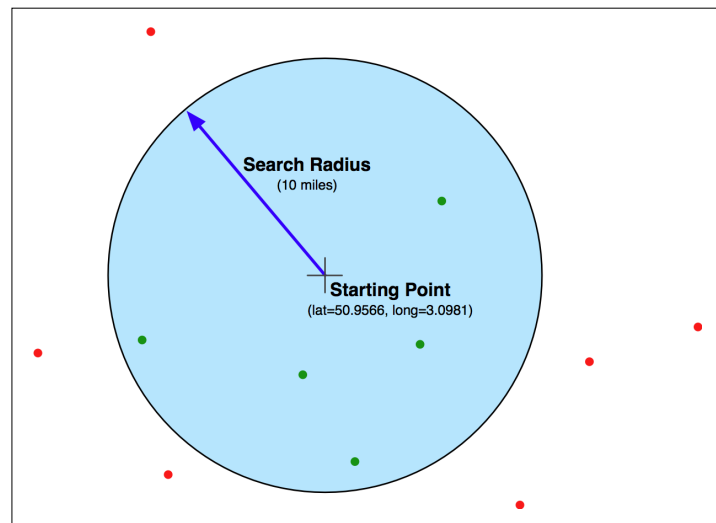 Search Radius
(10 miles)
Starting Point
(lat=50.9566, long=3.0981)